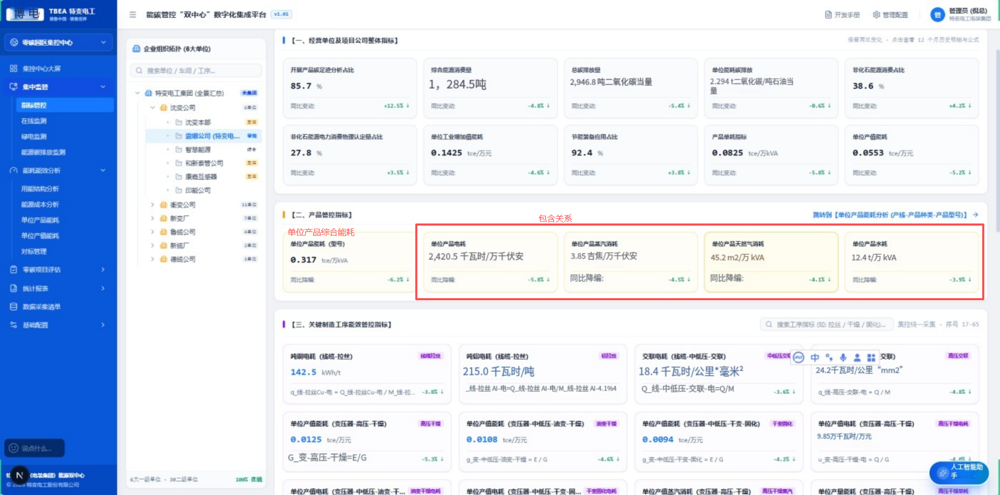 博电
TBEA 特变电工
装备中国·装备世界
能碳管控“双中心”数字化集成平台
v1.01
开发手册
管理配置
管
管理员 (倪总)
特变电工电装集团
零碳园区集控中心
集控中心大屏
集中监管
指标管控
在线监测
绿电监测
能源碳排放监测
能耗能效分析
用能结构分析
能源成本分析
单位产品能耗
单位产值能耗
对标管理
零碳项目评估
统计报表
数据采集清单
基础配置
说点什么...
N
(电装集团) 能碳双中心
特变电工股份有限公司
企业组织拓扑 (6大单位)
搜索单位 / 车间 / 工序...
特变电工集团 (全景汇总)
全集团
沈变公司
6单位
沈变本部
主体
露娜公司 (特变电...
智能
智慧能源
综合
和新套管公司
主体
康嘉互感器
主体
印能公司
衡变公司
11单位
新变厂
7单位
鲁缆公司
4单位
新缆厂
2单位
德缆公司
1单位
6大一级单位 · 30二级单位
100% 在线
【一、经营单位及项目公司整体指标】
保留同比变化 · 点击查看 12 个月历史明细与公式
开展产品碳足迹分析占比
85.7 %
同比变动:
+12.5% ↓
综合能源消费量
1，284.5吨
同比变动:
-4.8% ↓
总碳排放量
2,946.8 吨二氧化碳当量
同比变动:
-5.4% ↓
单位能耗碳排放
2.294 t二氧化碳/吨石油当
量
同比变动:
-0.6% ↓
非化石能源消费占比
38.6 %
同比变动:
+4.2% ↓
非化石能源电力消费物理认定量占比
27.8 %
同比变动:
+3.5% ↓
单位工业增加值能耗
0.1425 tce/万元
同比变动:
-4.6% ↓
节能装备应用占比
92.4 %
同比变动:
+3.8% ↓
产品单耗指标
0.0825 tce/万kVA
同比变动:
-5.8% ↓
单位产值能耗
0.0553 tce/万元
同比变动:
-5.2% ↓
【二、产品管控指标】
包含关系
跳转到【单位产品能耗分析 (产线-产品种类-产品型号)】 →
单位产品综合能耗
单位产品能耗 (型号)
0.317 tce/万kVA
同比降幅:
-6.2% ↓
单位产品电耗
2,420.5 千瓦时/万千伏安
同比降幅:
-5.8% ↓
单位产品蒸汽消耗
3.85 吉焦/万千伏安
同比降编:
-4.5% ↓
单位产品天然气消耗
45.2 m2/万 kVA
同比降编:
-4.1% ↓
单位产品水耗
12.4 t/万 kVA
同比降幅:
-3.9% ↓
【三、关键制造工序能效管控指标】
搜索工序指标 (如: 拉丝 / 干燥 / 固化)...
集控统一采集 · 序号 17-65
吨铜电耗 (线缆-拉丝)
线缆拉丝
142.5 kWh/t
q_线-拉丝Cu-电 = Q_线-拉丝Cu-电 / M_线-拉...
-3.8% ↓
吨铝电耗 (线缆-拉丝)
铝拉丝
215.0 千瓦时/吨
_线-拉丝 AI-电=Q_线-拉丝 AI-电/M_线-拉丝 AI-4.1%4
交联电耗 (线缆-中低压-交联)
中低压交联
18.4 千瓦时/公里*毫米²
Q_线-中低压-交联-电=Q/M
-3.6% ↓
iFLY 中
交联)
高压交联
24.2千瓦时/公里“mm2”
q_线-高压-交联-电 = Q / M
-4.8% ↓
单位产值能耗 (变压器-高压-干燥)
高压干燥
0.0125 tce/万元
G_变-高压-干燥=E/G
-5.3% ↓
单位产值能耗 (变压器-中低压-油变-干燥)
油变干燥
0.0108 tce/万元
g_变-中低压-油变-干燥 = E / G
-4.6% ↓
单位产值能耗 (变压器-中低压-干变-固化)
干变固化
0.0094 tce/万元
g_变-中低压-干变-固化 = E / G
-4.2% ↓
单位产值电耗 (变压器-高压-干燥)
高压干燥电耗
9.85万千瓦时/万元
u_变-高压-干燥-电 = Q / G
-4.0% ↓
人工智能助
手
单位产值电耗 (变压器-中低压-油变-干...
油变干燥电耗
单位产值电耗 (变压器-中低压-干变-固...
干变固化电耗
单位产值蒸汽消耗 (变压器-高压-干燥)
高压干燥蒸汽
单位产量能耗 (变压器-高压-干燥)
高压干燥单耗